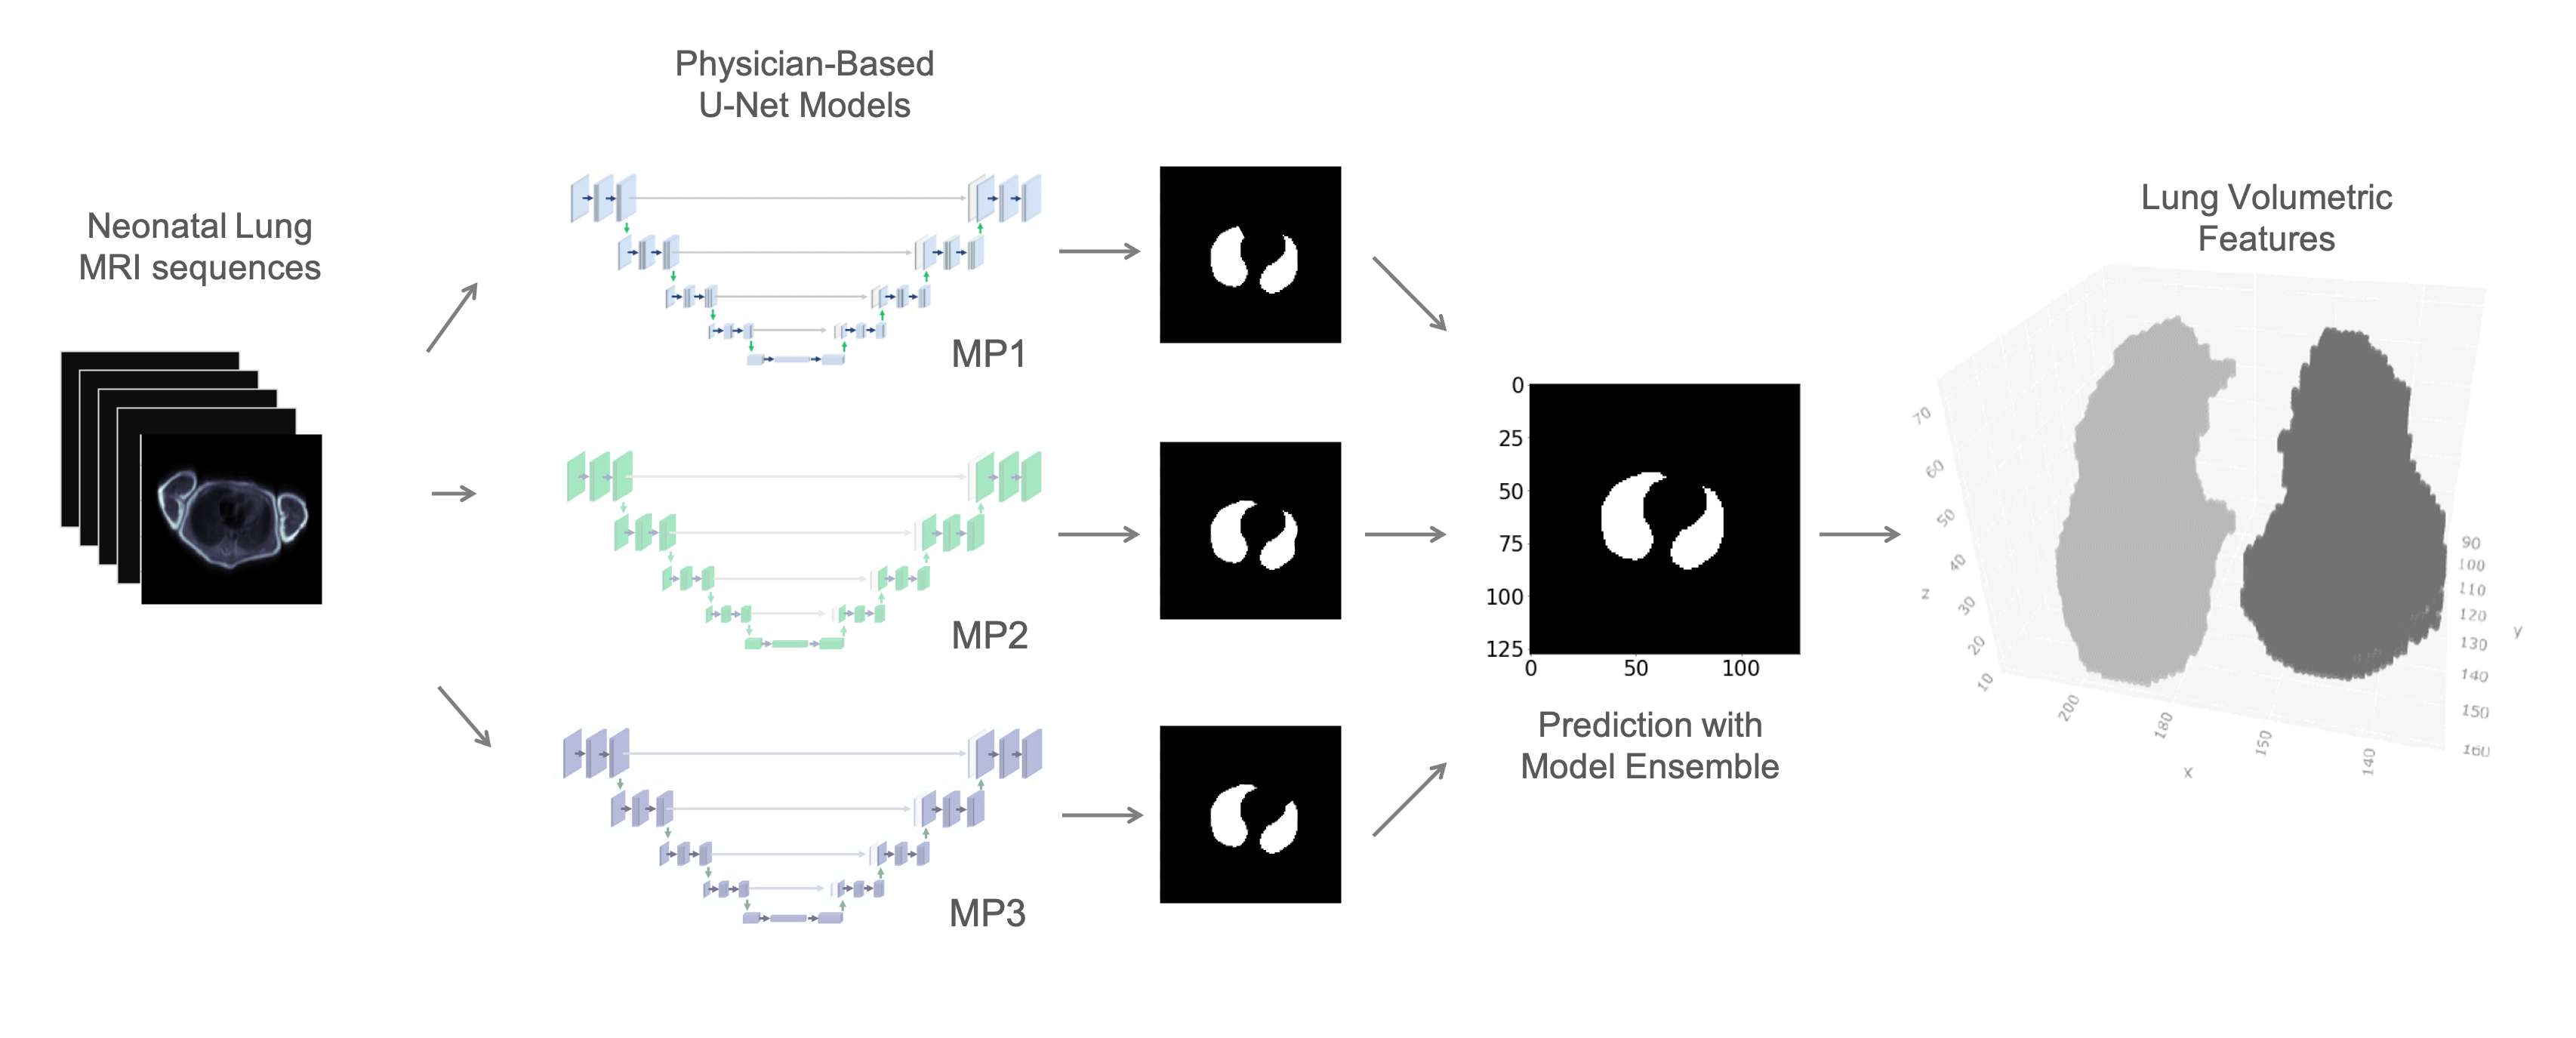 Physician-Based
U-Net Models
Neonatal Lung
MRI sequences
MP1
MP2
MP3
0
25
50
75
100
125
0 50 100
Prediction with
Model Ensemble
Lung Volumetric
Features
70
60
50
40
30
20
10
z
200 180 150 140
x
90
100
110
120
130
140
150
160
y